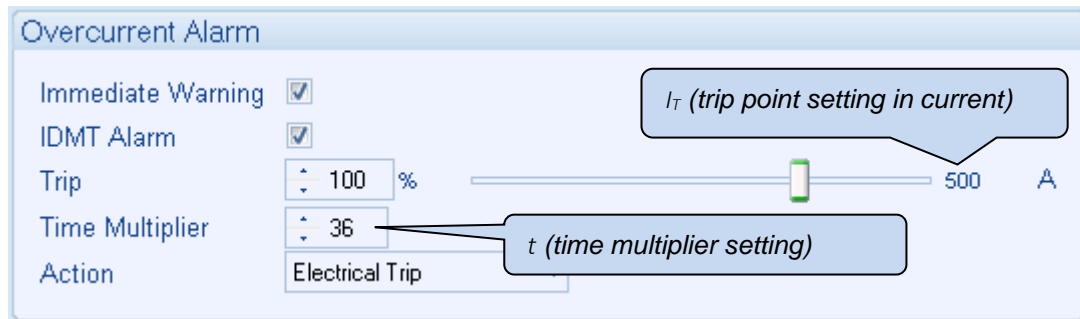 Overcurrent Alarm
Immediate Warning
IT (trip point setting in current)
IDMT Alarm
Trip 100 % 500 A
Time Multiplier 36
t (time multiplier setting)
Action Electrical Trip